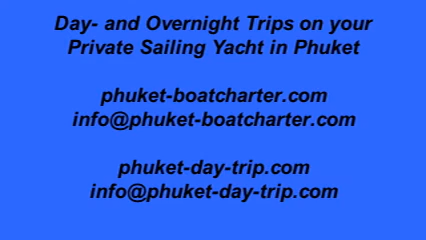 Day- and Overnight Trips on your
Private Sailing Yacht in Phuket
phuket-boatcharter.com
info@phuket-boatcharter.com
phuket-day-trip.com
info@phuket-day-trip.com